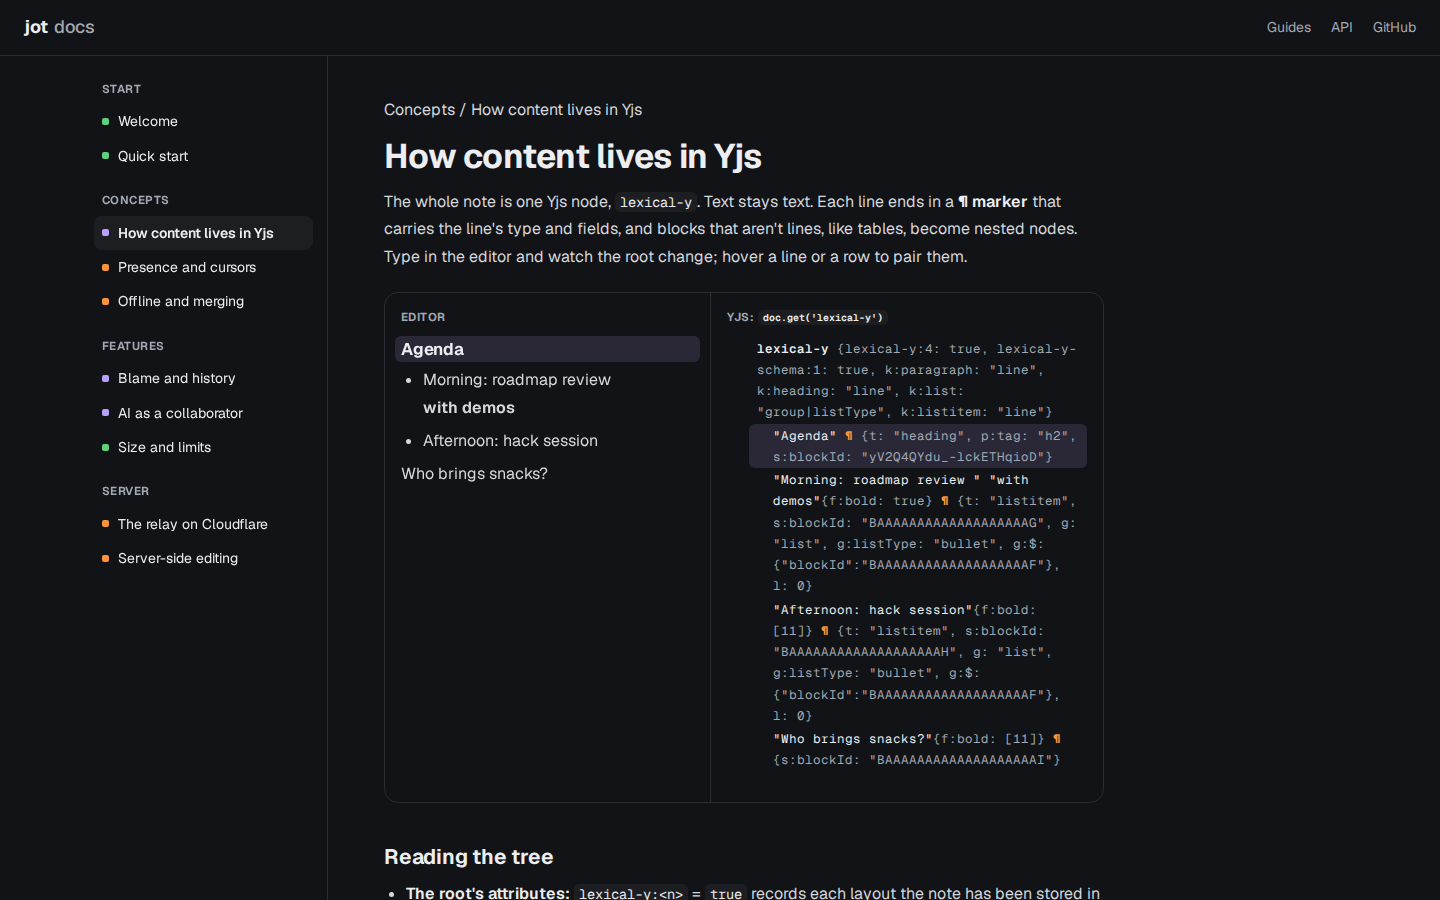 jot docs
Guides API GitHub
START
Welcome
Quick start
CONCEPTS
How content lives in Yjs
Presence and cursors
Offline and merging
FEATURES
Blame and history
AI as a collaborator
Size and limits
SERVER
The relay on Cloudflare
Server-side editing
Concepts / How content lives in Yjs
How content lives in Yjs
The whole note is one Yjs node, lexical-y. Text stays text. Each line ends in a ¶ marker that
carries the line's type and fields, and blocks that aren't lines, like tables, become nested nodes.
Type in the editor and watch the root change; hover a line or a row to pair them.
EDITOR
Agenda
• Morning: roadmap review
with demos
• Afternoon: hack session
Who brings snacks?
YJS: doc.get('lexical-y')
lexical-y {lexical-y:4: true, lexical-y-
schema:1: true, k:paragraph: "line",
k:heading: "line", k:list:
"group|listType", k:listitem: "line"}
"Agenda" ¶ {t: "heading", p:tag: "h2",
s:blockId: "yV2Q4QYdu_-lckETHqioD"}
"Morning: roadmap review " "with
demos"{f:bold: true} ¶ {t: "listitem",
s:blockId: "BAAAAAAAAAAAAAAAAAAAG", g:
"list", g:listType: "bullet", g:$:
{"blockId":"BAAAAAAAAAAAAAAAAAAAF"},
l: 0}
"Afternoon: hack session"{f:bold:
[11]} ¶ {t: "listitem", s:blockId:
"BAAAAAAAAAAAAAAAAAAAH", g: "list",
g:listType: "bullet", g:$:
{"blockId":"BAAAAAAAAAAAAAAAAAAAF"},
l: 0}
"Who brings snacks?"{f:bold: [11]} ¶
{s:blockId: "BAAAAAAAAAAAAAAAAAAAI"}
Reading the tree
• The root's attributes: lexical-y:<n> = true records each layout the note has been stored in